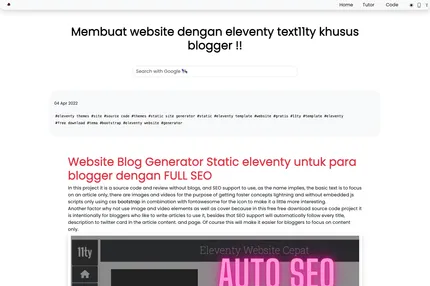 Home Tutor Code
Membuat website dengan eleventy text11ty khusus
blogger !!
Search with Google
04 Apr 2022
#eleventy themes #site #source code #themes #static site generator #static #eleventy template #website #gratis #11ty #template #eleventy
#free download #tema #bootstrap #eleventy website #generator
Website Blog Generator Static eleventy untuk para
blogger dengan FULL SEO
In this project it is a source code and review without blogs, and SEO support to use, as the name implies, the basic text is to focus
on an article only, there are images and videos for the purpose of getting faster concepts lightning and without embedded js
scripts only using css bootstrap in combination with fontawesome for the icon to make it a little more interesting.
Another factor why not use image and video elements as well as cover because in this free free download source code project it
is intentionally for bloggers who like to write articles to use it, besides that SEO support will automatically follow every title,
description to twitter card in the article content. and page. Of course this will make it easier for bloggers to focus on content
only.
11ty
Eleventy Website Cepat
AUTO SEO